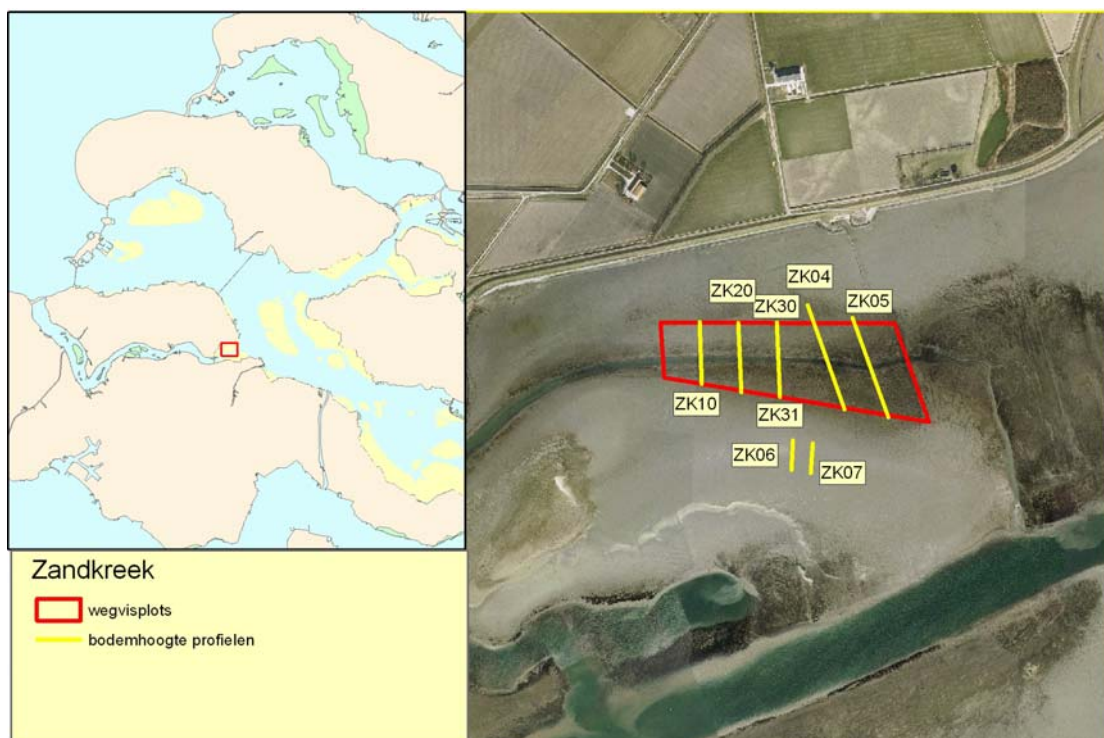 Zandkreek
wegvisplots
bodemhoogte profielen
ZK04
ZK20
ZK05
ZK30
ZK10
ZK31
ZK06
ZK07